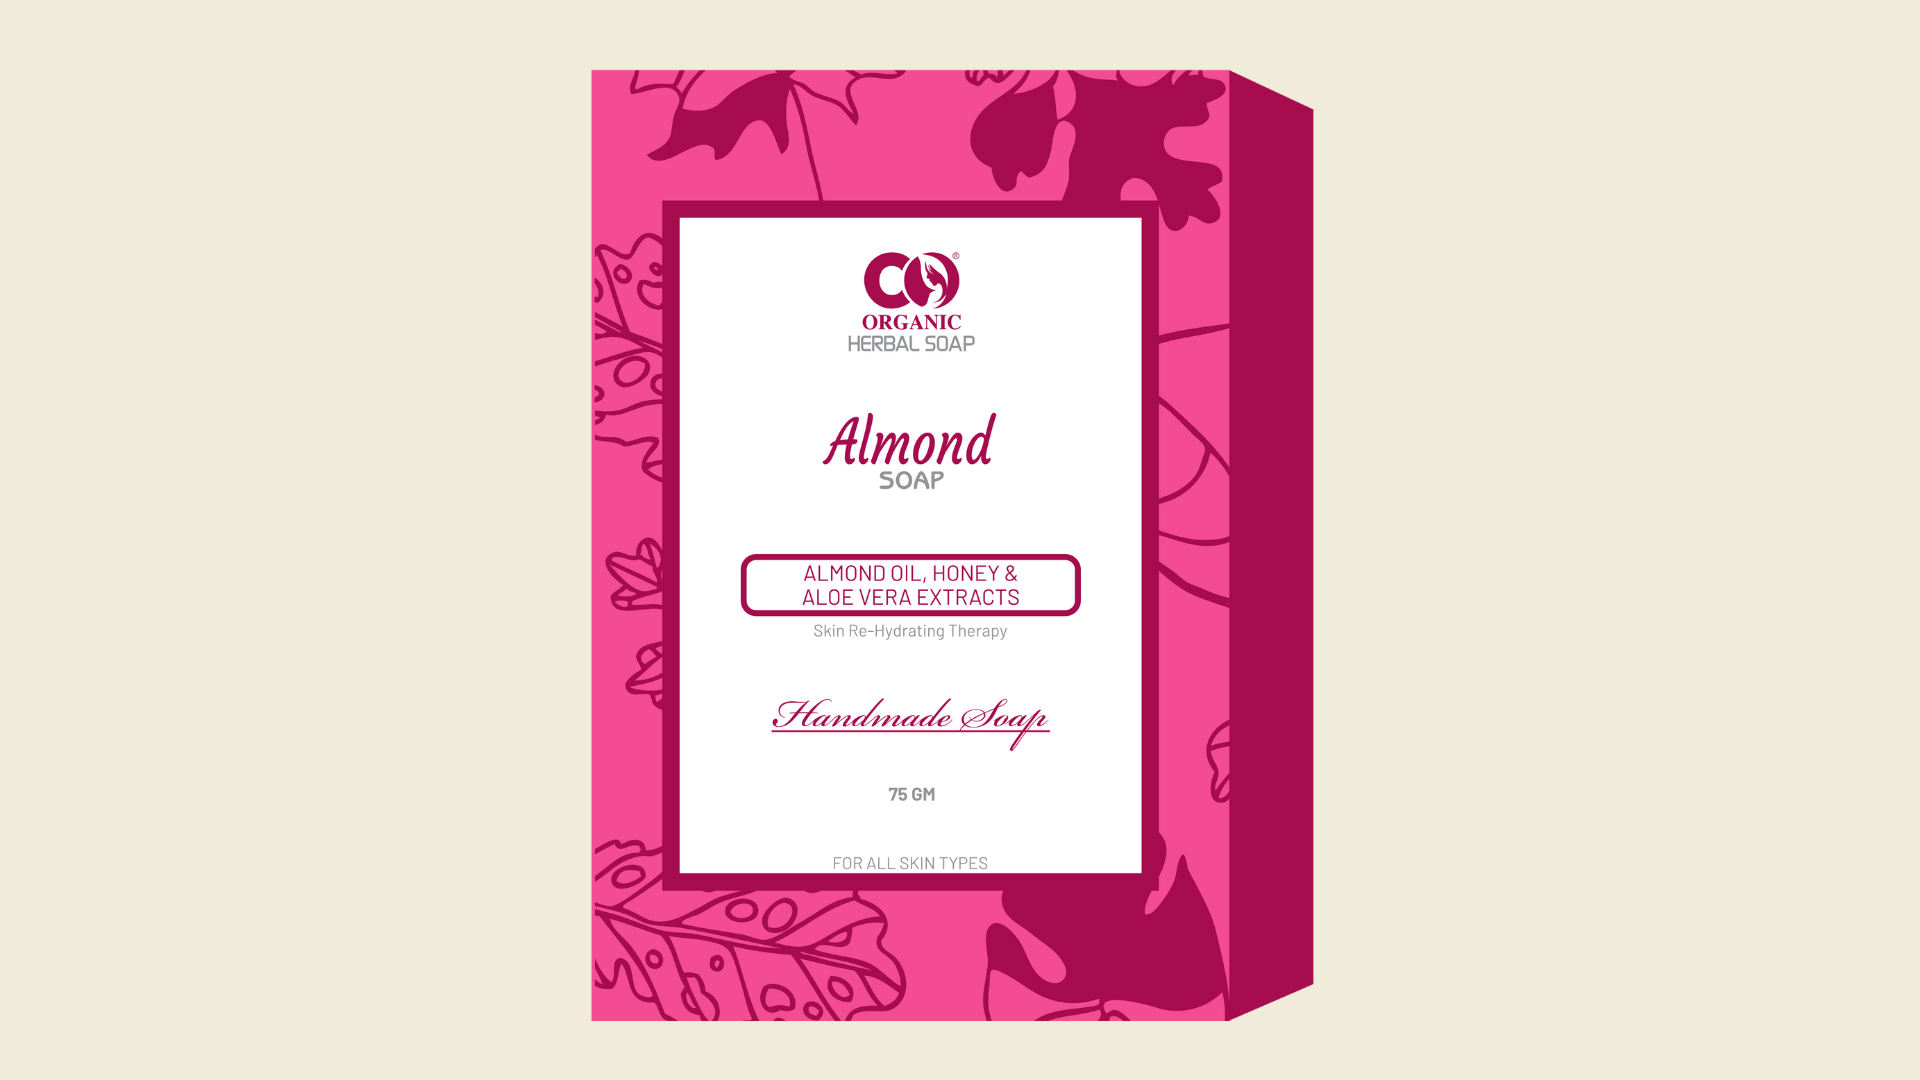 CO®
ORGANIC
HERBAL SOAP
Almond
SOAP
ALMOND OIL, HONEY &
ALOE VERA EXTRACTS
Skin Re-Hydrating Therapy
Handmade Soap
75 GM
FOR ALL SKIN TYPES